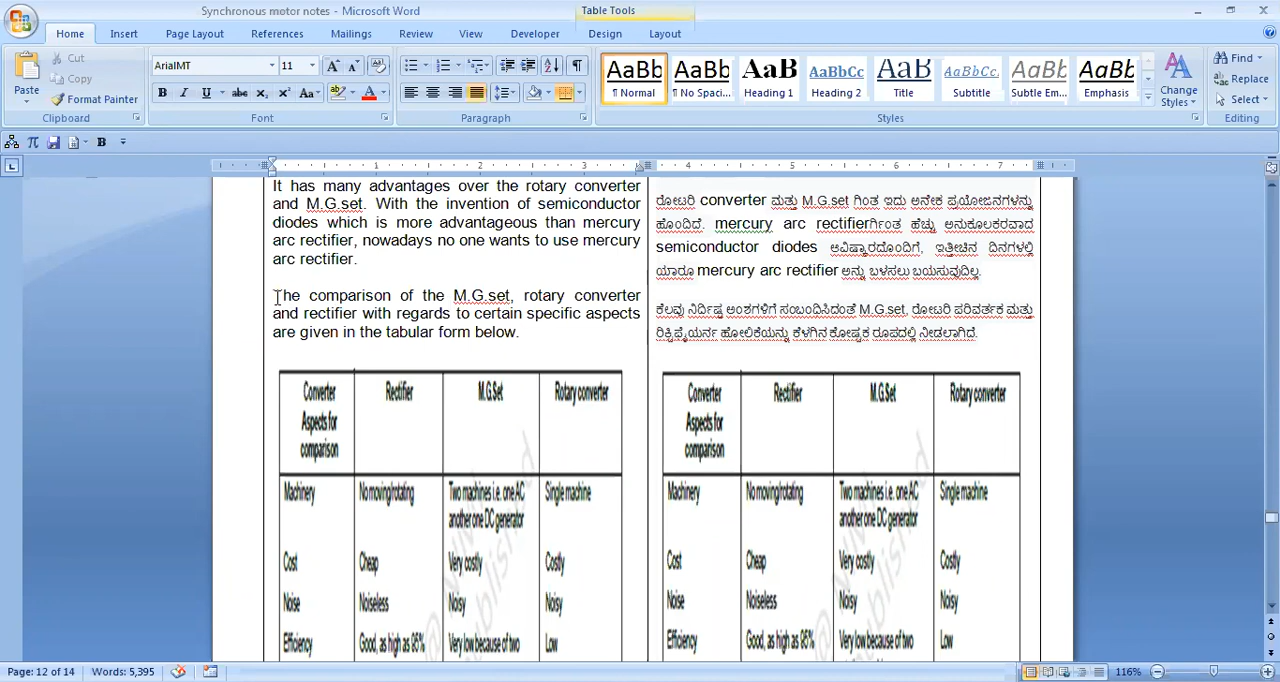 Synchronous motor notes - Microsoft Word
Table Tools
Home Insert Page Layout References Mailings Review View Developer Design Layout
Cut
Copy
Format Painter
Paste
Clipboard
ArialMT 11
Font
Paragraph
AaBb AaBb AaB AaBbCc AaB AaBbCc. AaBbCc AaBb
¶ Normal ¶ No Spaci... Heading 1 Heading 2 Title Subtitle Subtle Em... Emphasis
Styles
Change Styles
Find
Replace
Select
Editing
1 2 3 4 5 6 7
It has many advantages over the rotary converter
and M.G.set. With the invention of semiconductor
diodes which is more advantageous than mercury
arc rectifier, nowadays no one wants to use mercury
arc rectifier.
The comparison of the M.G.set, rotary converter
and rectifier with regards to certain specific aspects
are given in the tabular form below.
Converter Aspects for comparison Rectifier M.G.Set Rotary converter
Machinery No moving/rotating Two machines i.e. one AC another one DC generator Single machine
Cost Cheap Very costly Costly
Noise Noiseless Noisy Noisy
Efficiency Good, as high as 95% Very low because of two Low
ರೋಟರಿ converter ಮತ್ತು M.G.set ಗಿಂತ ಇದು ಅನೇಕ ಪ್ರಯೋಜನಗಳನ್ನು
ಹೊಂದಿದೆ. mercury arc rectifierಗಿಂತ ಹೆಚ್ಚು ಅನುಕೂಲಕರವಾದ
semiconductor diodes ಆವಿಷ್ಕಾರದೊಂದಿಗೆ, ಇತ್ತೀಚಿನ ದಿನಗಳಲ್ಲಿ
ಯಾರೂ mercury arc rectifier ಅನ್ನು ಬಳಸಲು ಬಯಸುವುದಿಲ್ಲ.
ಕೆಲವು ನಿರ್ದಿಷ್ಟ ಅಂಶಗಳಿಗೆ ಸಂಬಂಧಿಸಿದಂತೆ M.G.set, ರೋಟರಿ ಪರಿವರ್ತಕ ಮತ್ತು
ರಿಕ್ಟಿಫೈಯರ್ನ ಹೋಲಿಕೆಯನ್ನು ಕೆಳಗಿನ ಕೋಷ್ಟಕ ರೂಪದಲ್ಲಿ ನೀಡಲಾಗಿದೆ.
Converter Aspects for comparison Rectifier M.G.Set Rotary converter
Machinery No moving/rotating Two machines i.e. one AC another one DC generator Single machine
Cost Cheap Very costly Costly
Noise Noiseless Noisy Noisy
Efficiency Good, as high as 95% Very low because of two Low
Page: 12 of 14 Words: 5,395 116%